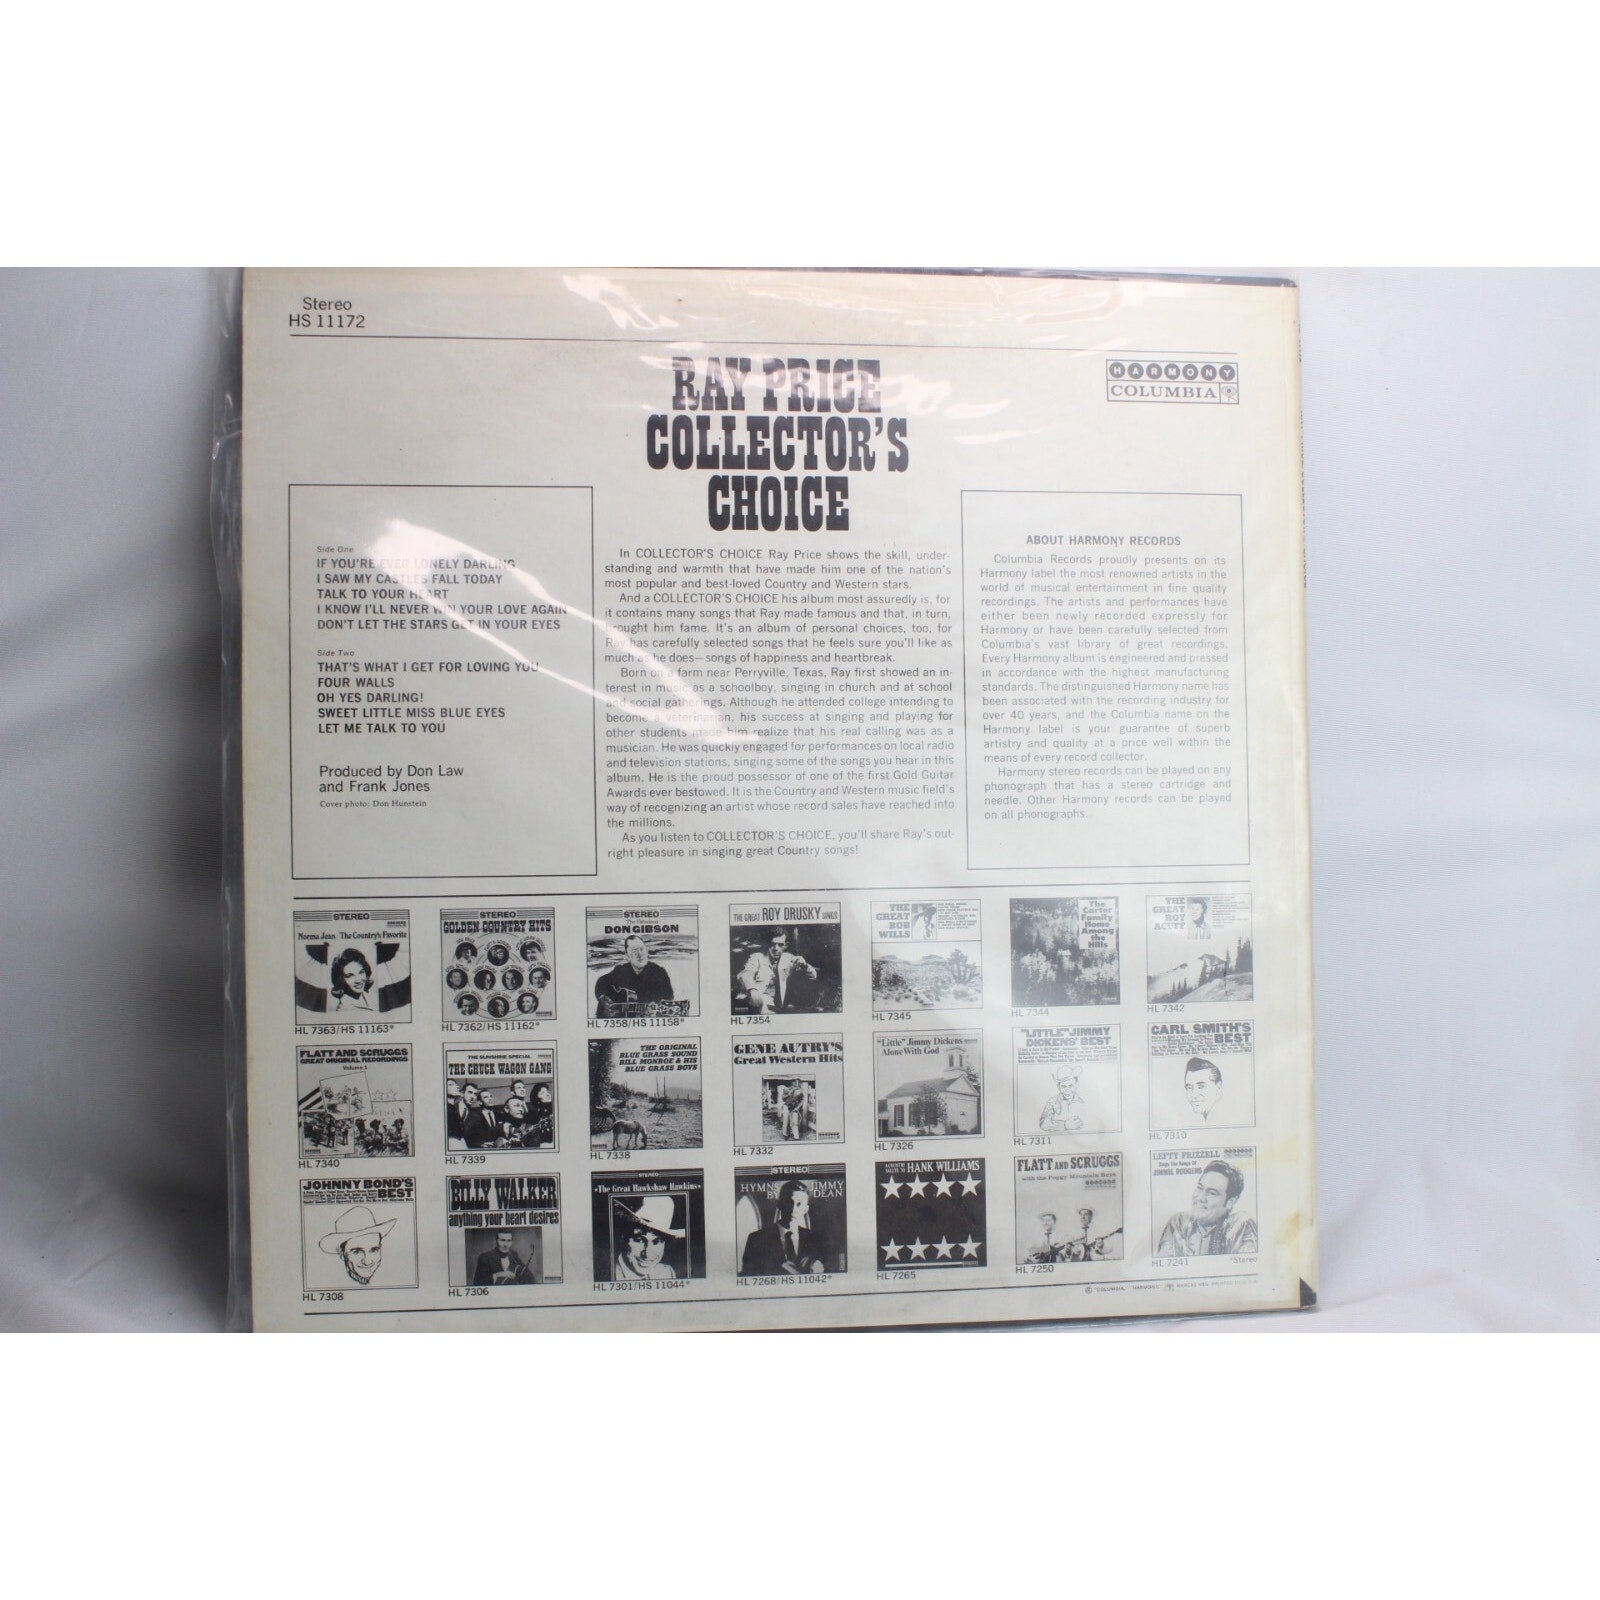 Stereo
HS 11172
RAY PRICE
COLLECTOR'S
CHOICE
HARMONY
COLUMBIA
Side One
IF YOU'RE EVER LONELY DARLING
I SAW MY CASTLES FALL TODAY
TALK TO YOUR HEART
I KNOW I'LL NEVER WIN YOUR LOVE AGAIN
DON'T LET THE STARS GET IN YOUR EYES
Side Two
THAT'S WHAT I GET FOR LOVING YOU
FOUR WALLS
OH YES DARLING!
SWEET LITTLE MISS BLUE EYES
LET ME TALK TO YOU
Produced by Don Law
and Frank Jones
Cover photo: Don Hunstein
In COLLECTOR'S CHOICE Ray Price shows the skill, under-
standing and warmth that have made him one of the nation's
most popular and best-loved Country and Western stars.
And a COLLECTOR'S CHOICE his album most assuredly is, for
it contains many songs that Ray made famous and that, in turn,
brought him fame. It's an album of personal choices, too, for
Ray has carefully selected songs that he feels sure you'll like as
much as he does—songs of happiness and heartbreak.
Born on a farm near Perryville, Texas, Ray first showed an in-
terest in music as a schoolboy, singing in church and at school
and social gatherings. Although he attended college intending to
become a veterinarian, his success at singing and playing for
other students made him realize that his real calling was as a
musician. He was quickly engaged for performances on local radio
and television stations, singing some of the songs you hear in this
album. He is the proud possessor of one of the first Gold Guitar
Awards ever bestowed. It is the Country and Western music field's
way of recognizing an artist whose record sales have reached into
the millions.
As you listen to COLLECTOR'S CHOICE, you'll share Ray's out-
right pleasure in singing great Country songs!
ABOUT HARMONY RECORDS
Columbia Records proudly presents on its
Harmony label the most renowned artists in the
world of musical entertainment in fine quality
recordings. The artists and performances have
either been newly recorded expressly for
Harmony or have been carefully selected from
Columbia's vast library of great recordings.
Every Harmony album is engineered and pressed
in accordance with the highest manufacturing
standards. The distinguished Harmony name has
been associated with the recording industry for
over 40 years, and the Columbia name on the
Harmony label is your guarantee of superb
artistry and quality at a price well within the
means of every record collector.
Harmony stereo records can be played on any
phonograph that has a stereo cartridge and
needle. Other Harmony records can be played
on all phonographs.
STEREO
Norma Jean/The Country's Favorite
HL 7363/HS 11163*
STEREO
GOLDEN COUNTRY HITS
HL 7362/HS 11162*
STEREO
The Fabulous
DON GIBSON
HL 7358/HS 11158*
THE GREAT ROY DRUSKY SINGS
HL 7354
THE
GREAT
BOB
WILLS
HL 7345
The
Carter
Family
Home
Among
the
Hills
HL 7344
THE
GREAT
ROY
ACUFF
HL 7342
FLATT AND SCRUGGS
GREAT ORIGINAL RECORDINGS
Volume 1
HL 7340
THE SUNSHINE SPECIAL
THE CHUCK WAGON GANG
HL 7339
THE ORIGINAL
BLUE GRASS SOUND
BILL MONROE & HIS
BLUE GRASS BOYS
HL 7338
GENE AUTRY'S
Great Western Hits
HL 7332
"Little" Jimmy Dickens
Alone With God
HL 7326
"LITTLE" JIMMY
DICKENS' BEST
HL 7311
CARL SMITH'S
BEST
HL 7310
JOHNNY BOND'S
BEST
HL 7308
BILLY WALKER
anything your heart desires
HL 7306
STEREO
The Great Hawkshaw Hawkins
HL 7301/HS 11044*
STEREO
HYMNS JIMMY
BY DEAN
HL 7268/HS 11042*
HANK WILLIAMS
HL 7265
FLATT AND SCRUGGS
with the Foggy Mountain Boys
HL 7250
LEFTY FRIZZELL
Sings The Songs Of
JIMMIE RODGERS
HL 7241
*Stereo
© "COLUMBIA," "HARMONY," MARCAS REG. PRINTED IN U.S.A.